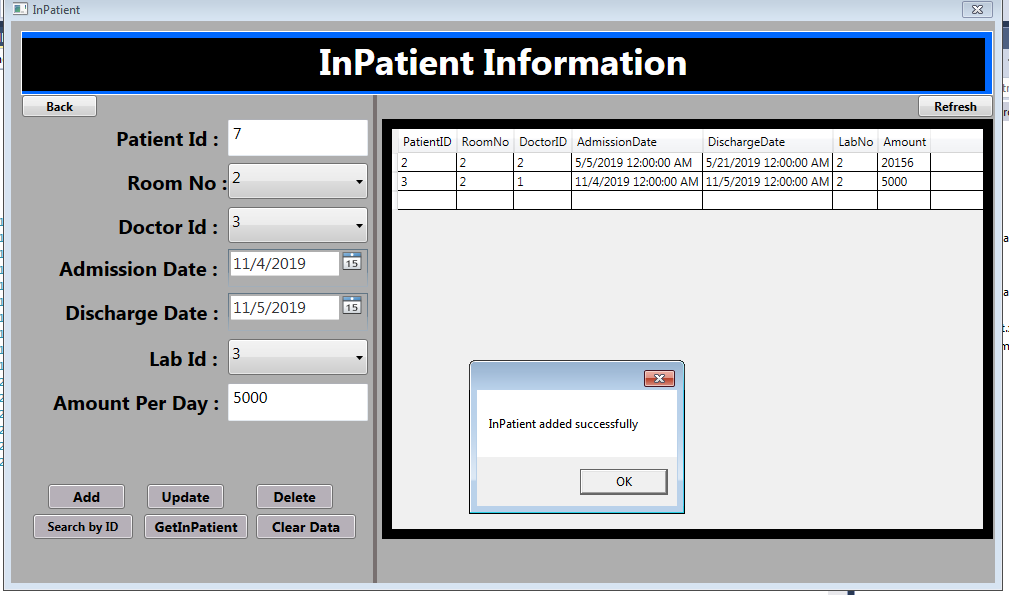 InPatient
InPatient Information
Back
Refresh
Patient Id : 7
Room No : 2
Doctor Id : 3
Admission Date : 11/4/2019 15
Discharge Date : 11/5/2019 15
Lab Id : 3
Amount Per Day : 5000
Add Update Delete
Search by ID GetInPatient Clear Data
PatientID RoomNo DoctorID AdmissionDate DischargeDate LabNo Amount
2 2 2 5/5/2019 12:00:00 AM 5/21/2019 12:00:00 AM 2 20156
3 2 1 11/4/2019 12:00:00 AM 11/5/2019 12:00:00 AM 2 5000
InPatient added successfully
OK